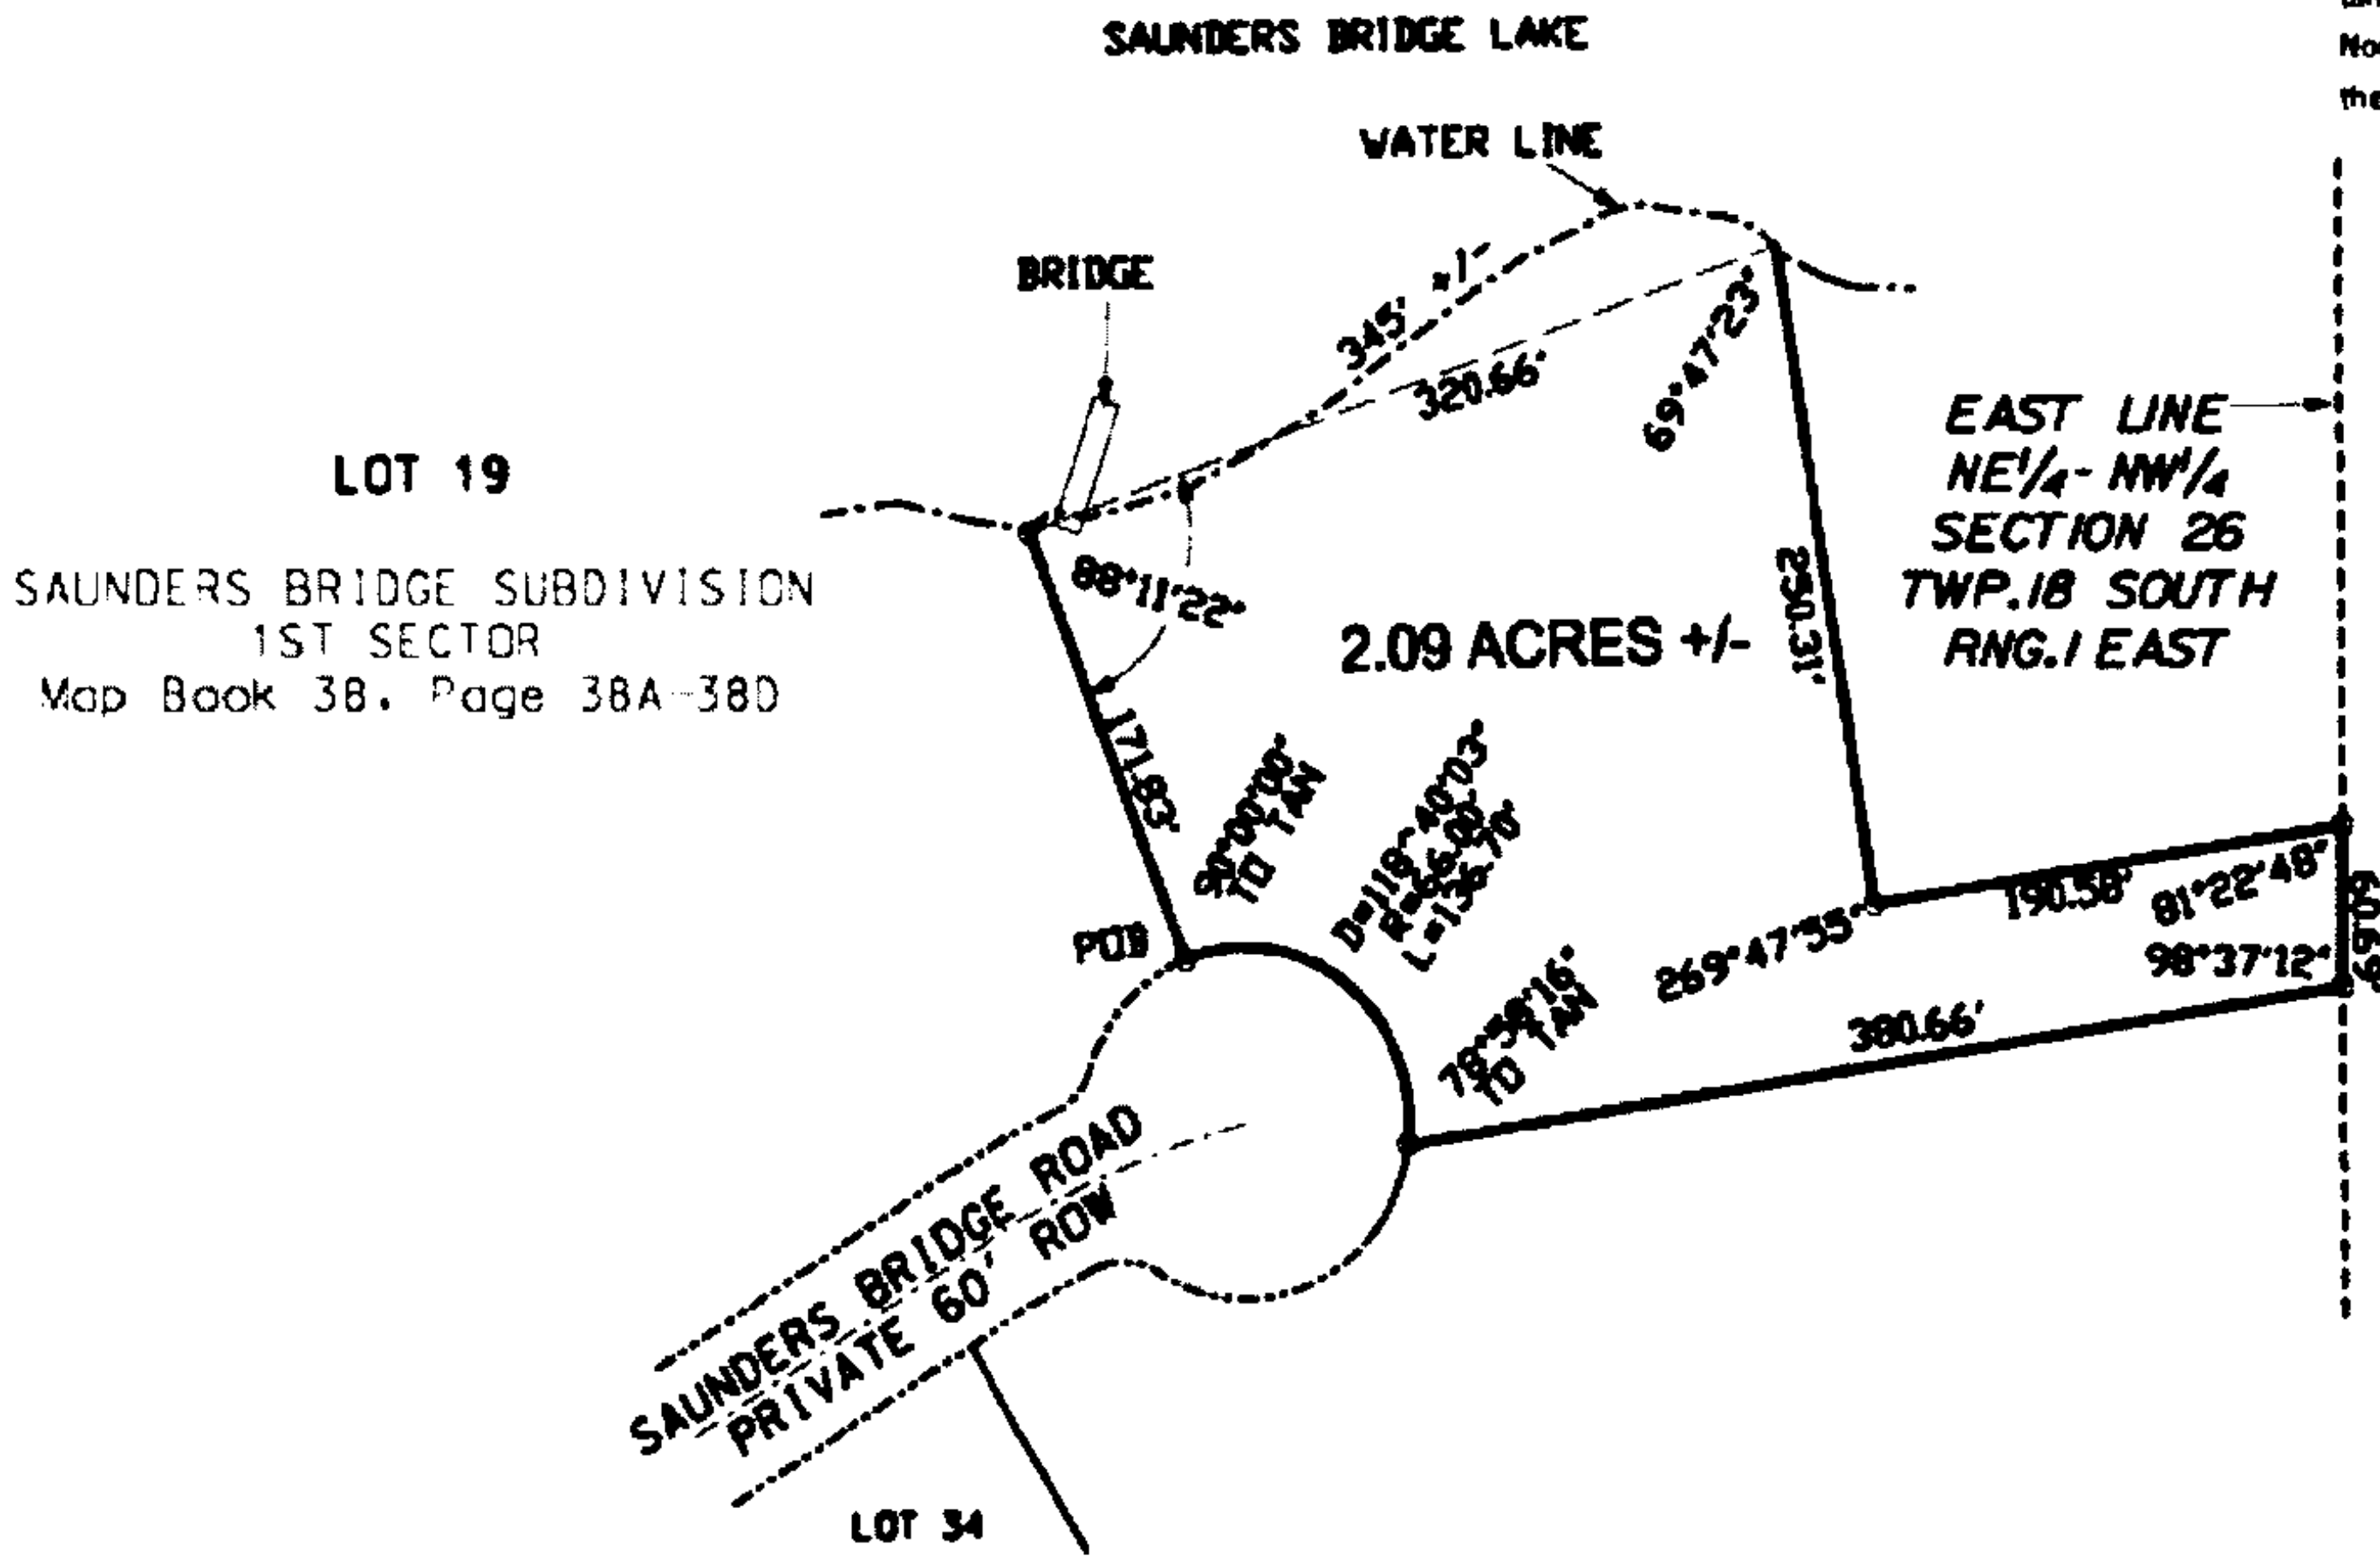 SAUNDERS BRIDGE LAKE
the
WATER LINE
BRIDGE
345' ±1'
320.66'
69°47'23"
EAST LINE
NE1/4- NW1/4
SECTION 26
TWP.18 SOUTH
RNG.1 EAST
LOT 19
SAUNDERS BRIDGE SUBDIVISION
1ST SECTOR
Map Book 38. Page 38A-38D
88°11'22"
2.09 ACRES +/-
250.31'
171.83'
90°00'00"
TO TAN
D=119°40'03"
L=136.70'
POB
190.58'
81°22'48"
269°47'35"
98°37'12"
TO TAN
380.66'
SAUNDERS BRIDGE ROAD
PRIVATE 60' ROW
LOT 34